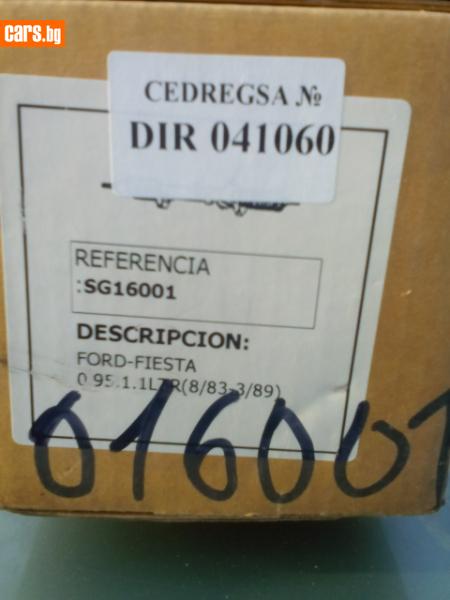 cars.bg
CEDREGSA №
DIR 041060
REFERENCIA
:SG16001
DESCRIPCION:
FORD-FIESTA
0.95.1.1LTR(8/83-3/89)
016001